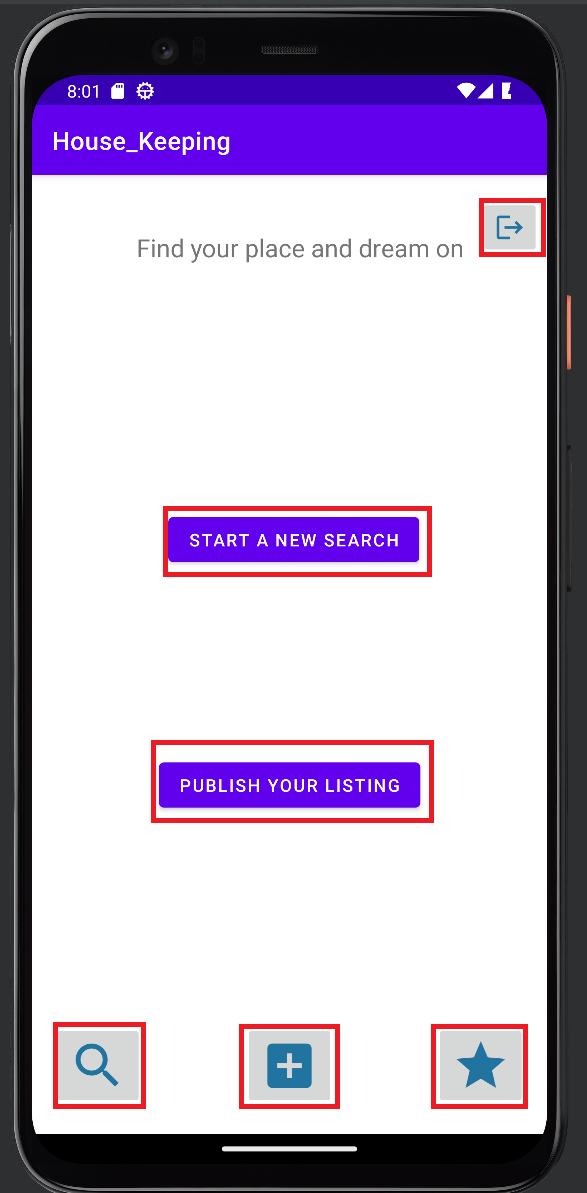 8:01
House_Keeping
Find your place and dream on
START A NEW SEARCH
PUBLISH YOUR LISTING